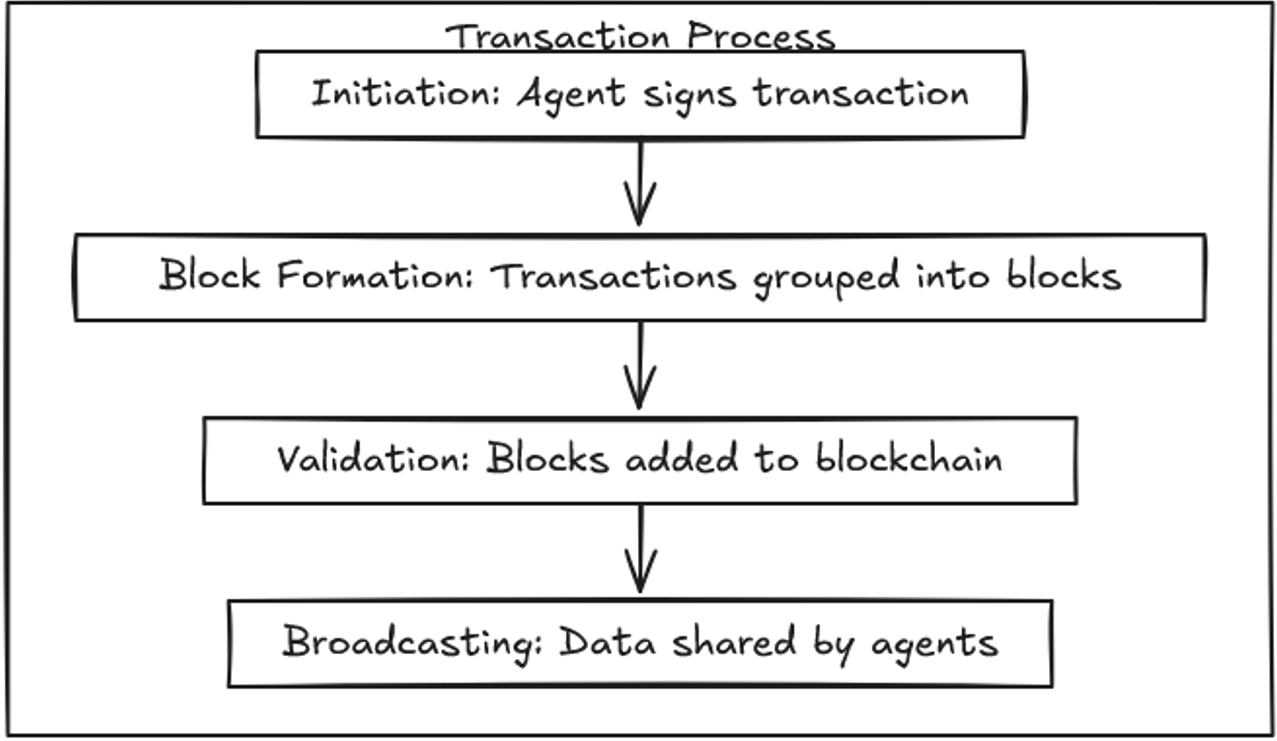 Transaction Process
Initiation: Agent signs transaction
Block Formation: Transactions grouped into blocks
Validation: Blocks added to blockchain
Broadcasting: Data shared by agents